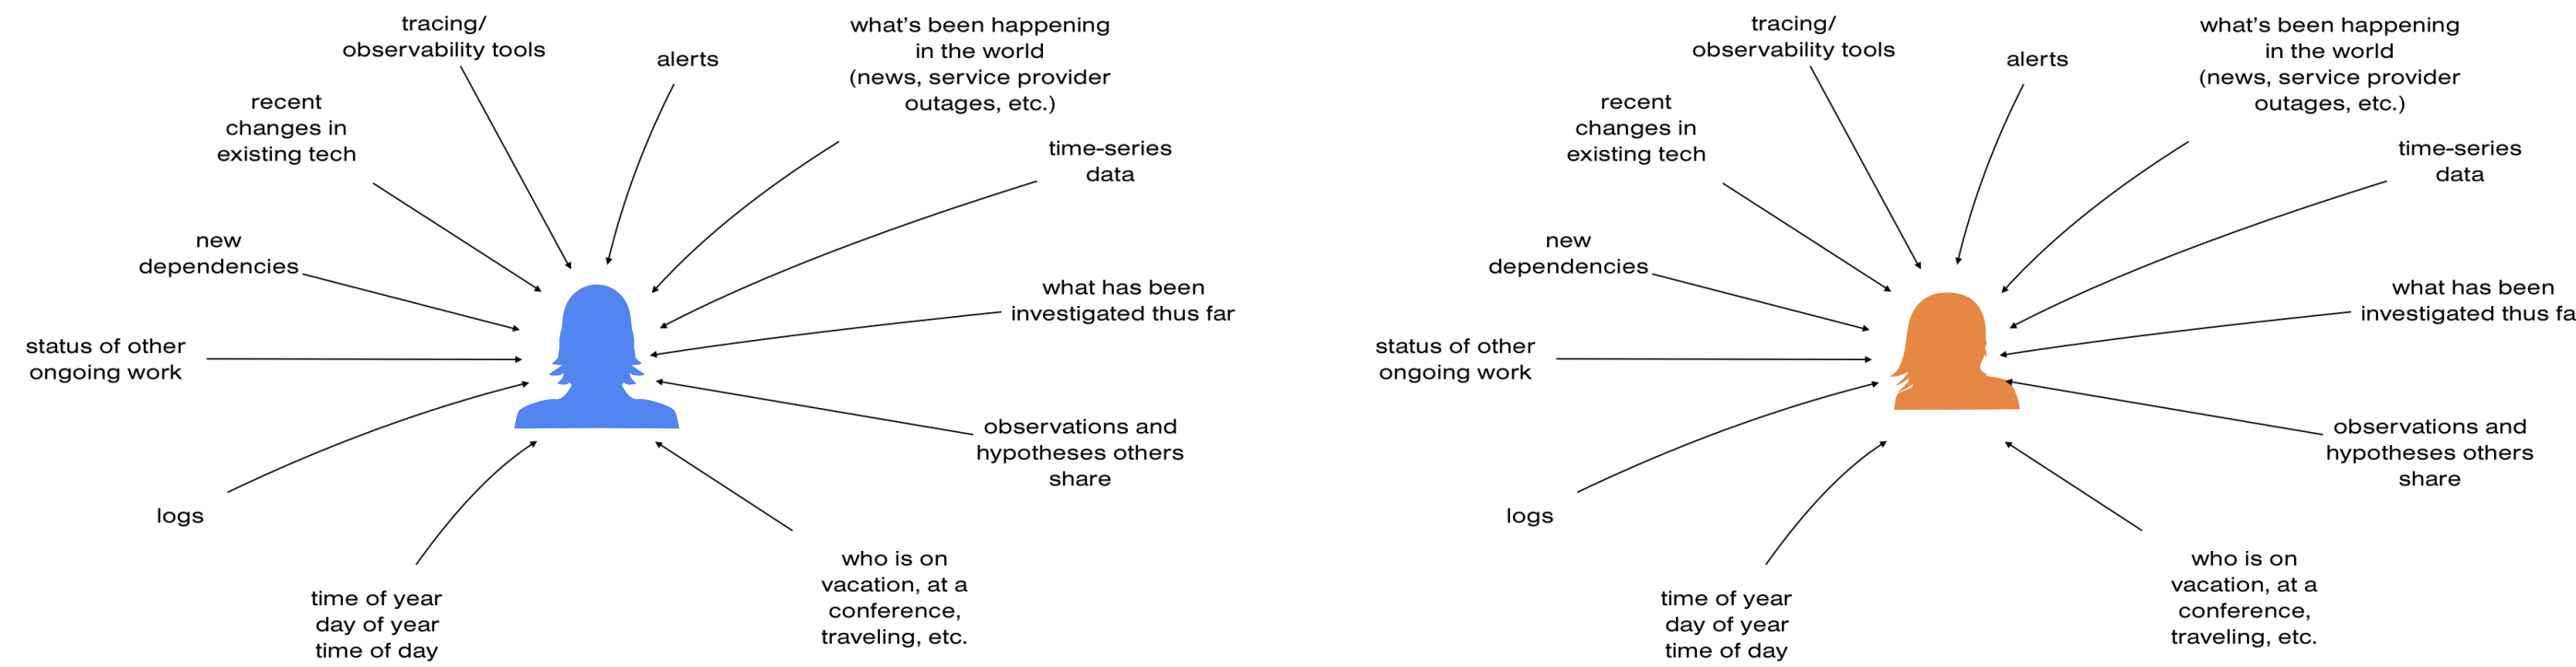 tracing/
observability tools
alerts
what's been happening
in the world
(news, service provider
outages, etc.)
recent
changes in
existing tech
time-series
data
new
dependencies
what has been
investigated thus far
status of other
ongoing work
observations and
hypotheses others
share
logs
who is on
vacation, at a
conference,
traveling, etc.
time of year
day of year
time of day
tracing/
observability tools
alerts
what's been happening
in the world
(news, service provider
outages, etc.)
recent
changes in
existing tech
time-series
data
new
dependencies
what has been
investigated thus fa
status of other
ongoing work
observations and
hypotheses others
share
logs
who is on
vacation, at a
conference,
traveling, etc.
time of year
day of year
time of day